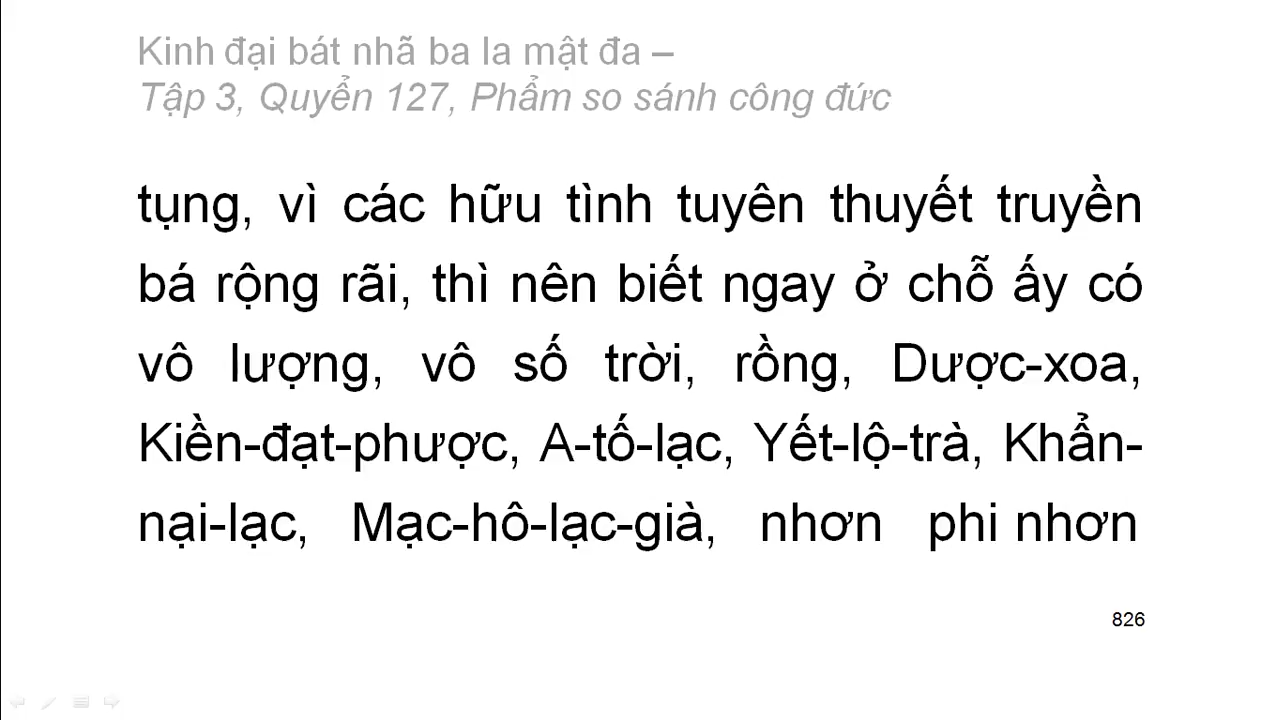 Kinh đại bát nhã ba la mật đa –
Tập 3, Quyển 127, Phẩm so sánh công đức
tụng, vì các hữu tình tuyên thuyết truyền
bá rộng rãi, thì nên biết ngay ở chỗ ấy có
vô lượng, vô số trời, rồng, Dược-xoa,
Kiền-đạt-phược, A-tố-lạc, Yết-lộ-trà, Khẩn-
nại-lạc, Mạc-hô-lạc-già, nhơn phi nhơn
826